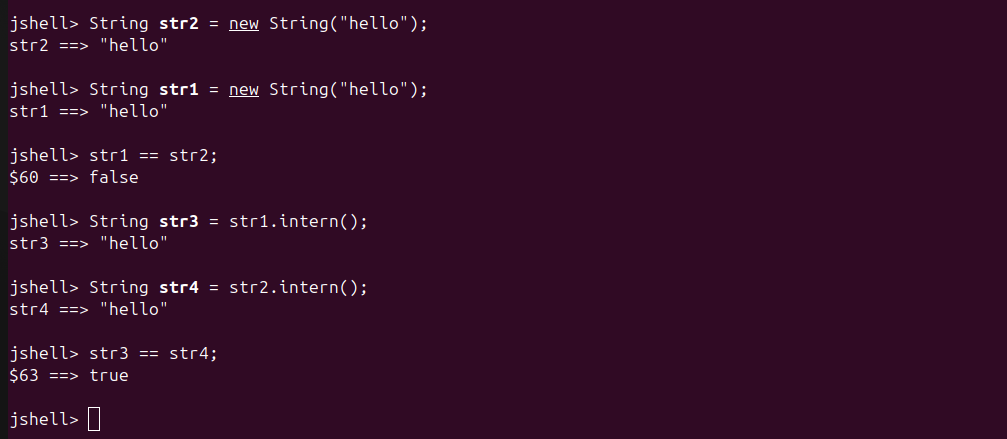 jshell> String str2 = new String("hello");
str2 ==> "hello"
jshell> String str1 = new String("hello");
str1 ==> "hello"
jshell> str1 == str2;
$60 ==> false
jshell> String str3 = str1.intern();
str3 ==> "hello"
jshell> String str4 = str2.intern();
str4 ==> "hello"
jshell> str3 == str4;
$63 ==> true
jshell>